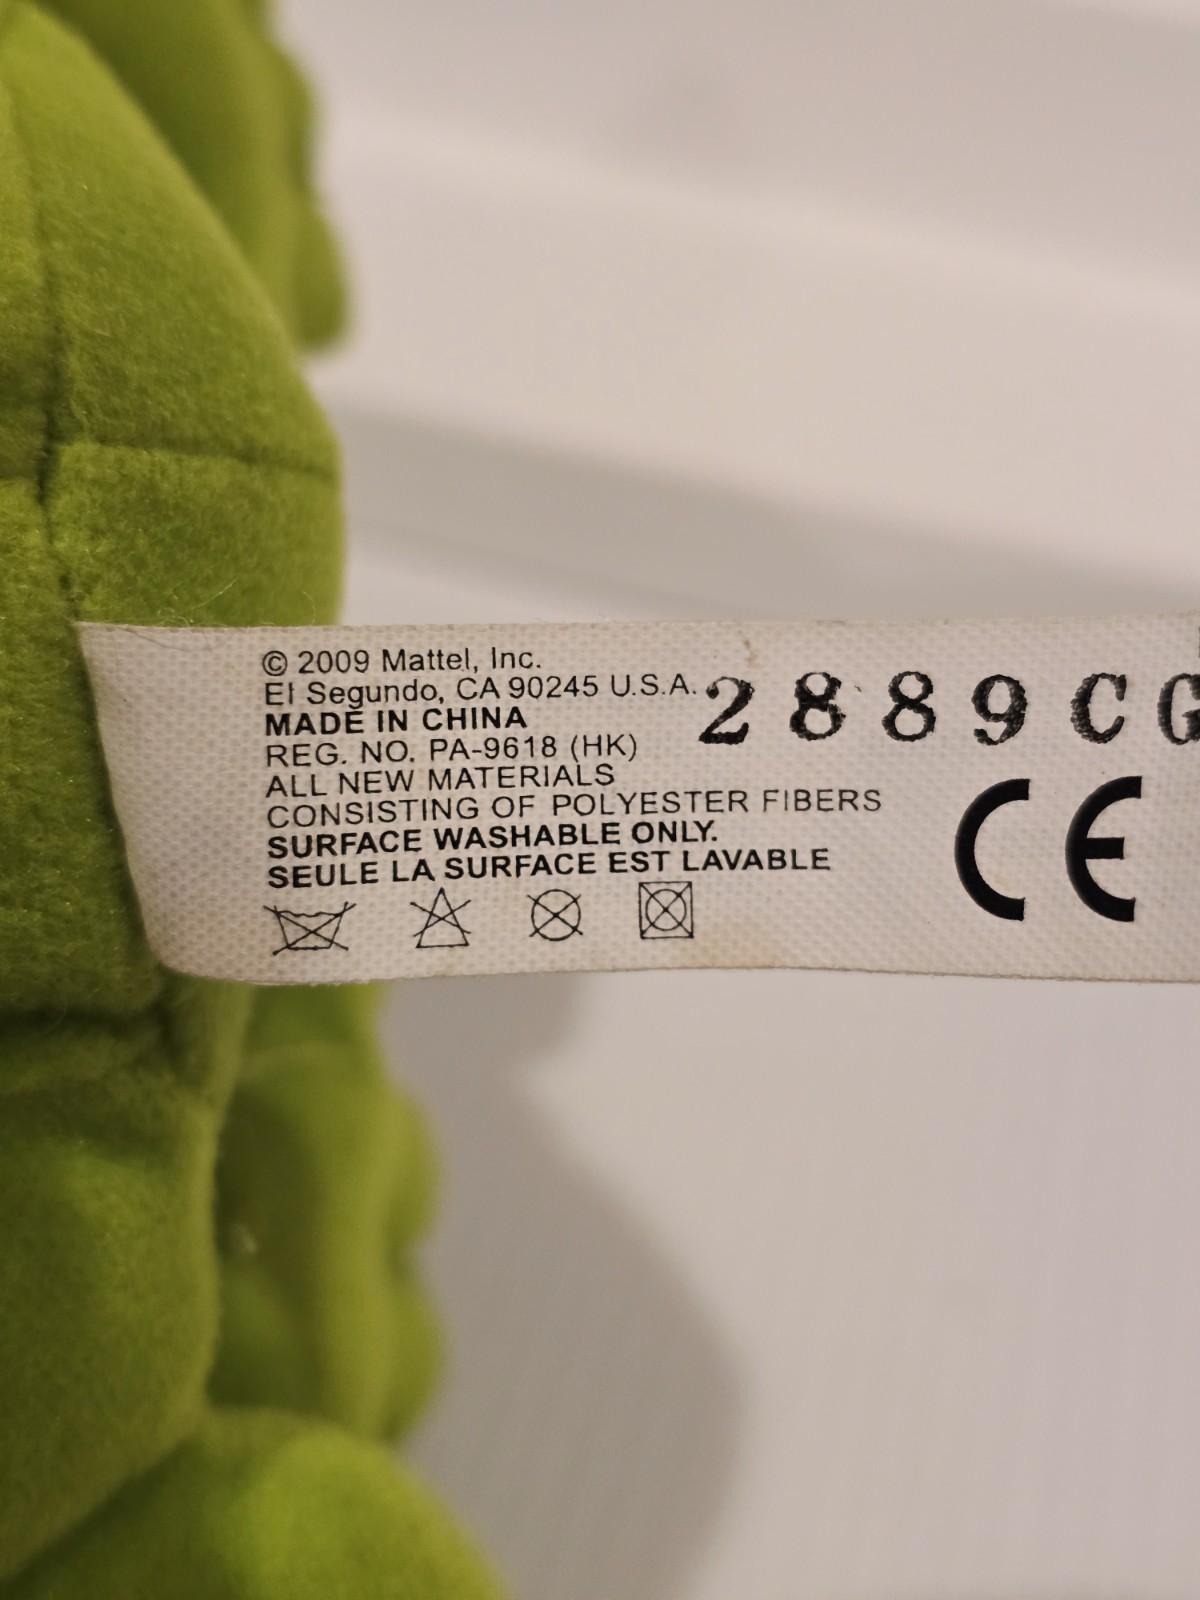 © 2009 Mattel, Inc.
El Segundo, CA 90245 U.S.A.
2889CG
MADE IN CHINA
REG. NO. PA-9618 (HK)
ALL NEW MATERIALS
CONSISTING OF POLYESTER FIBERS
SURFACE WASHABLE ONLY.
SEULE LA SURFACE EST LAVABLE
CE